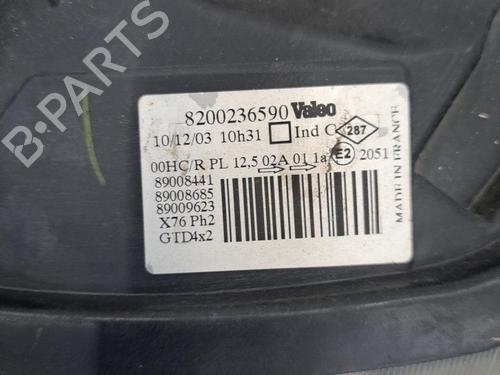 8200236590 Valeo
10/12/03 10h31 Ind C 287
00HC/R PL 12,5 02A 01 1a E2 2051
89008441
89008685
89009623
X76 Ph2
GTD4x2
MADE IN FRANCE